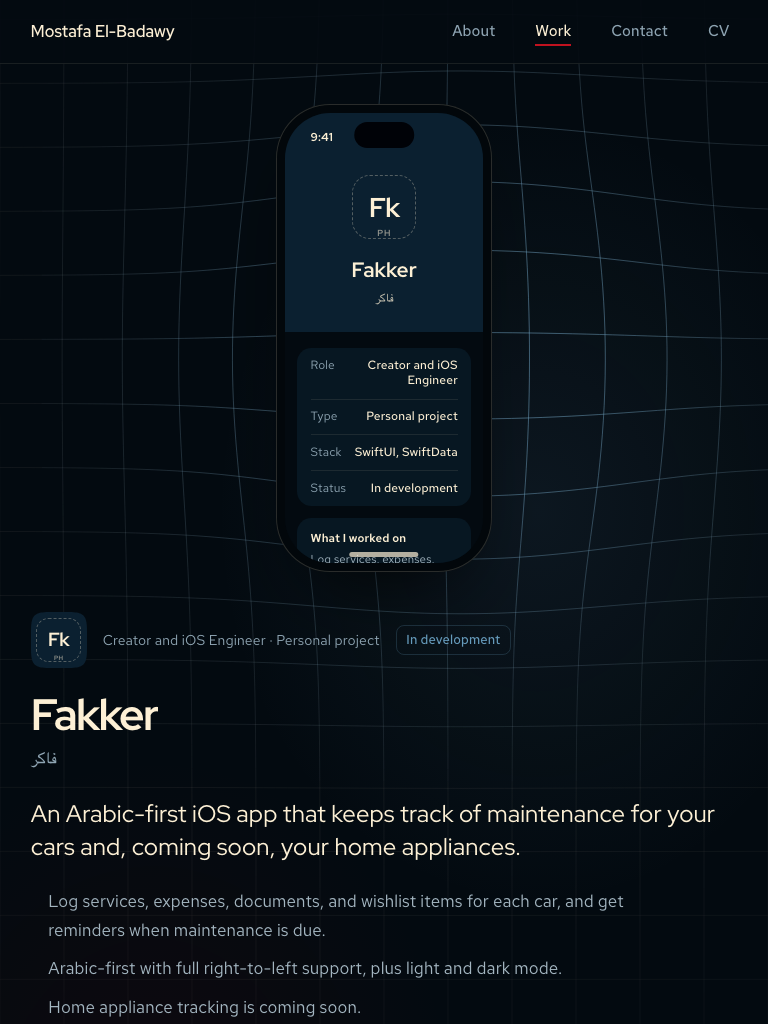 Mostafa El-Badawy
About Work Contact CV
9:41
Fk
PH
Fakker
فاكر
Role Creator and iOS Engineer
Type Personal project
Stack SwiftUI, SwiftData
Status In development
What I worked on
Log services, expenses,
Fk
PH
Creator and iOS Engineer · Personal project In development
Fakker
فاكر
An Arabic-first iOS app that keeps track of maintenance for your
cars and, coming soon, your home appliances.
Log services, expenses, documents, and wishlist items for each car, and get
reminders when maintenance is due.
Arabic-first with full right-to-left support, plus light and dark mode.
Home appliance tracking is coming soon.